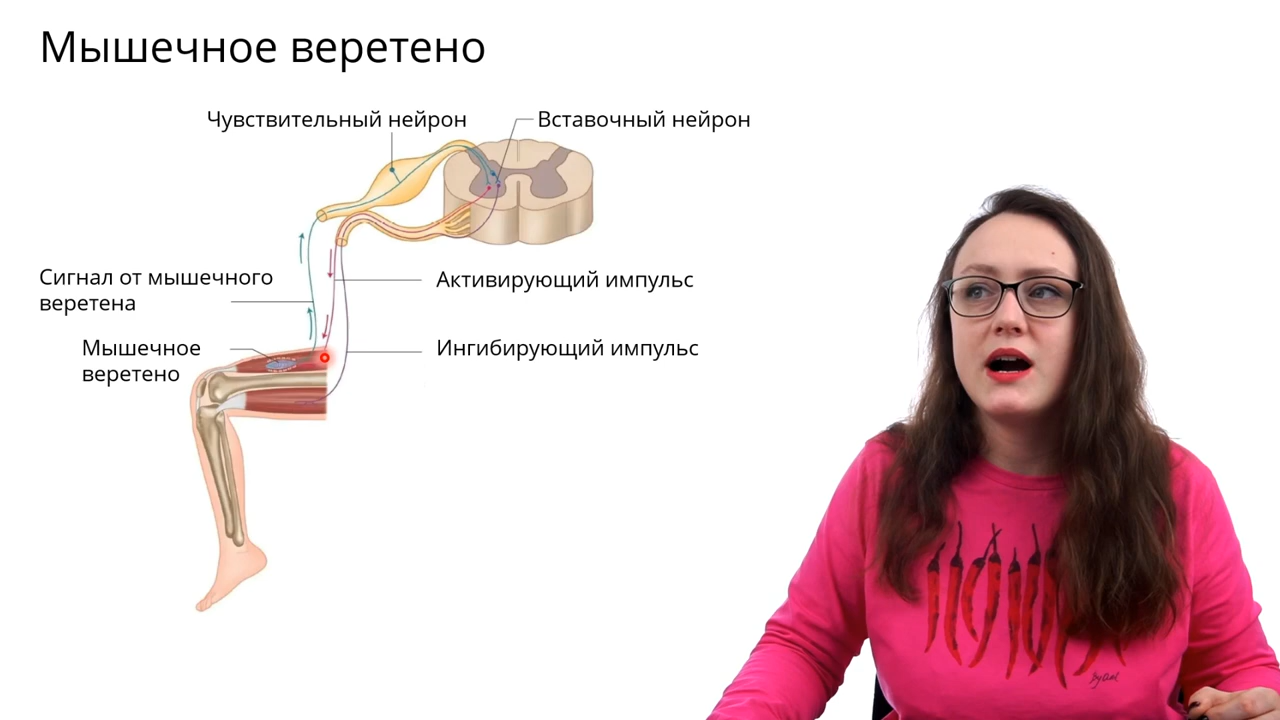 Мышечное веретено
Чувствительный нейрон
Вставочный нейрон
Сигнал от мышечного
веретена
Активирующий импульс
Мышечное
веретено
Ингибирующий импульс